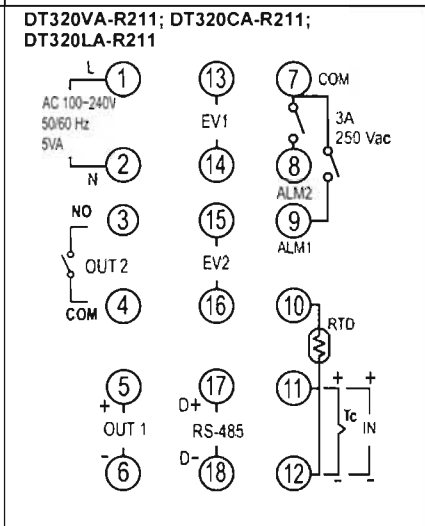 DT320VA-R211; DT320CA-R211;
DT320LA-R211
L 1 13 7 COM
AC 100~240V
50/60 Hz
5VA
EV1
3A
250 Vac
N 2 14 8
ALM2
NO 3 15 9
ALM1
OUT 2
EV2
COM 4 16 10
RTD
5 17 11 + +
+ D+
OUT 1 RS-485 Tc IN
- D- - -
6 18 12